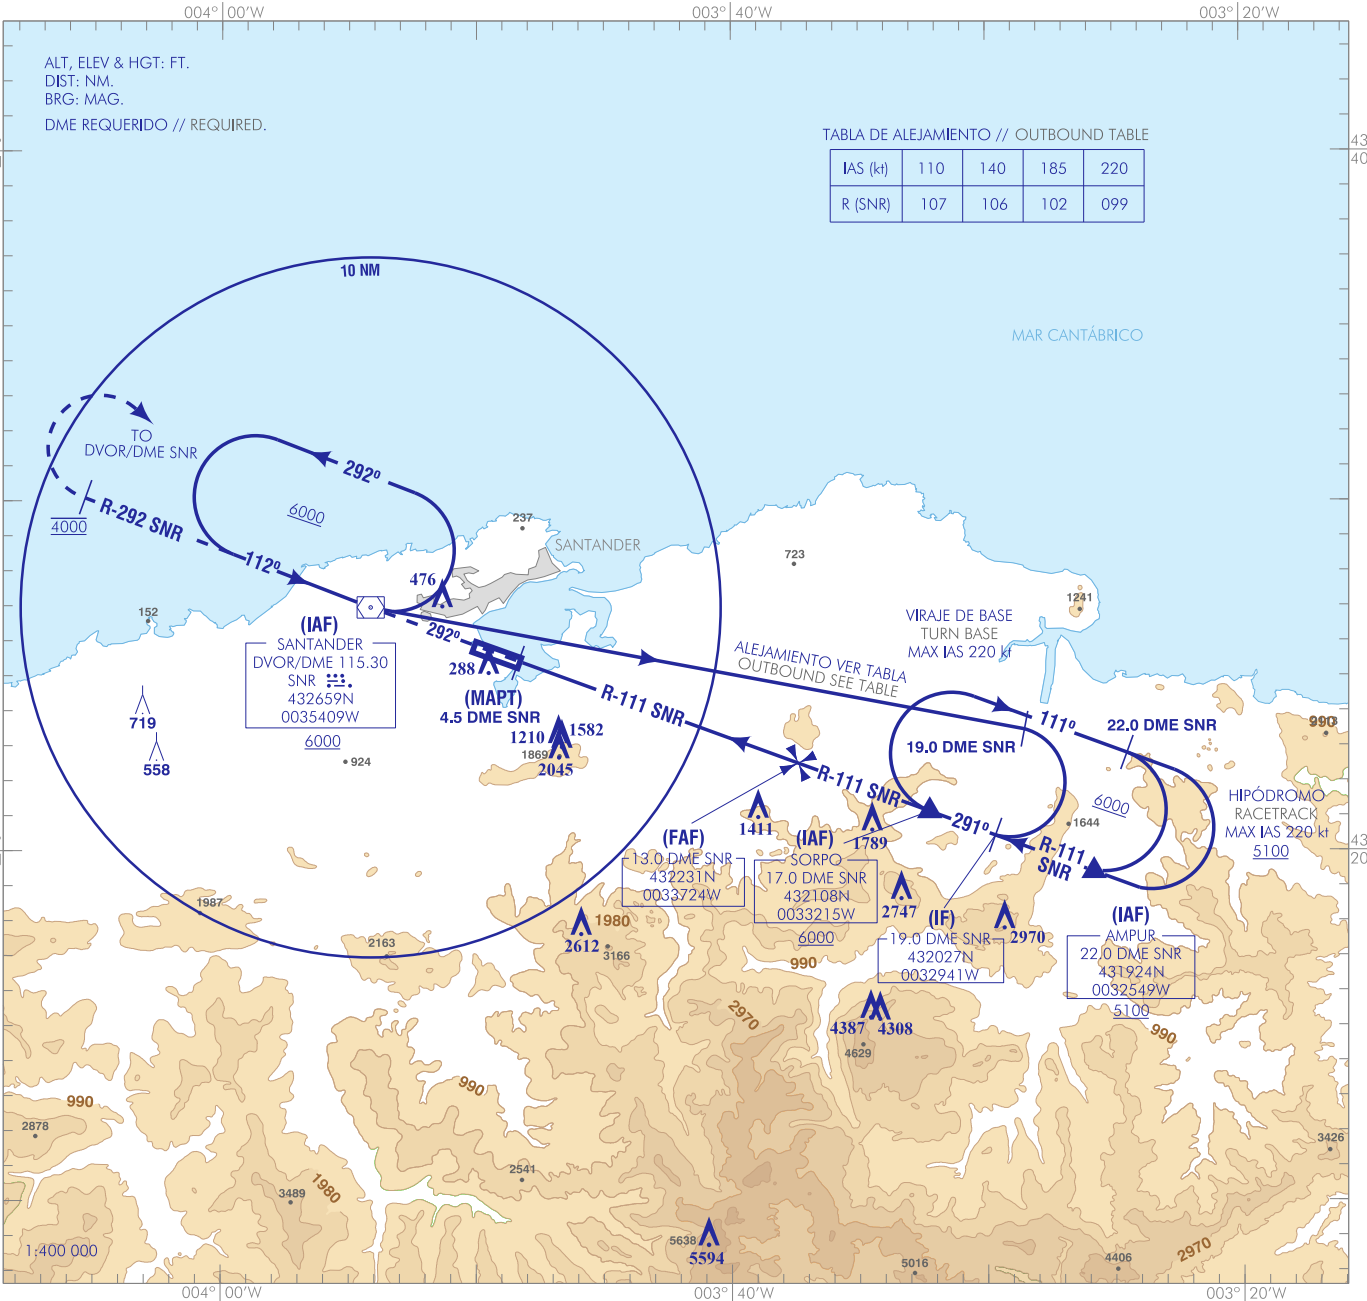 004°00'W
003°40'W
003°20'W
ALT, ELEV & HGT: FT.
DIST: NM.
BRG: MAG.
DME REQUERIDO // REQUIRED.
TABLA DE ALEJAMIENTO // OUTBOUND TABLE
IAS (kt) 110 140 185 220
R (SNR) 107 106 102 099
43
40
10 NM
MAR CANTÁBRICO
TO
DVOR/DME SNR
292º
6000
4000
R-292 SNR
112º
237
SANTANDER
476
723
1241
152
292º
(IAF)
SANTANDER
DVOR/DME 115.30
SNR
432659N
0035409W
6000
288
(MAPT)
4.5 DME SNR
R-111 SNR
VIRAJE DE BASE
TURN BASE
MAX IAS 220 kt
ALEJAMIENTO VER TABLA
OUTBOUND SEE TABLE
719
558
924
1210
1582
1869
2045
111º
22.0 DME SNR
19.0 DME SNR
990
R-111 SNR
6000
HIPÓDROMO
RACETRACK
MAX IAS 220 kt
5100
1644
291º
R-111
SNR
1411
1789
43
20
(FAF)
13.0 DME SNR
432231N
0033724W
(IAF)
SORPO
17.0 DME SNR
432108N
0033215W
6000
2747
2970
(IF)
19.0 DME SNR
432027N
0032941W
(IAF)
AMPUR
22.0 DME SNR
431924N
0032549W
5100
1987
2163
2612
1980
3166
990
2970
4387
4308
4629
990
990
990
2878
3426
2541
3489
1980
5638
5594
5016
4406
2970
1:400 000
004°00'W
003°40'W
003°20'W